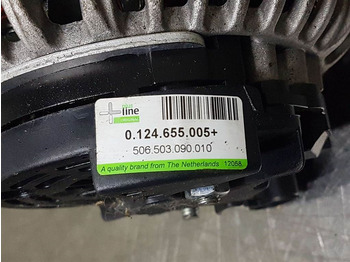 line
0.124.655.005+
506.503.090.010
A quality brand from The Netherlands 12058